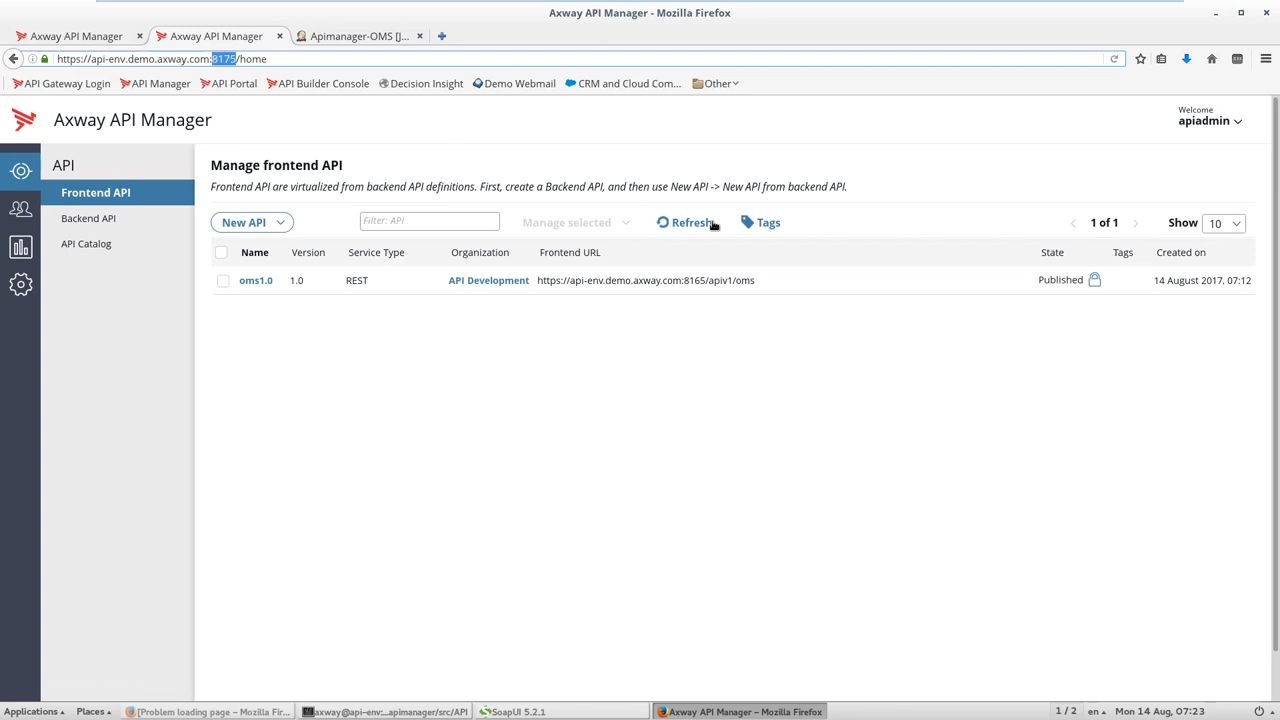 Axway API Manager - Mozilla Firefox
Axway API Manager × Axway API Manager × Apimanager-OMS [J... ×
https://api-env.demo.axway.com:8175/home
API Gateway Login API Manager API Portal API Builder Console Decision Insight Demo Webmail CRM and Cloud Com... Other
Axway API Manager
Welcome
apiadmin
API
Frontend API
Backend API
API Catalog
Manage frontend API
Frontend API are virtualized from backend API definitions. First, create a Backend API, and then use New API -> New API from backend API.
New API Filter: API Manage selected Refresh Tags 1 of 1 Show 10
Name Version Service Type Organization Frontend URL State Tags Created on
oms1.0 1.0 REST API Development https://api-env.demo.axway.com:8165/apiv1/oms Published 14 August 2017, 07:12
Applications Places [Problem loading page – Mozilla Fir... axway@api-env:...apimanager/src/API SoapUI 5.2.1 Axway API Manager – Mozilla Firefox 1 / 2 en Mon 14 Aug, 07:23